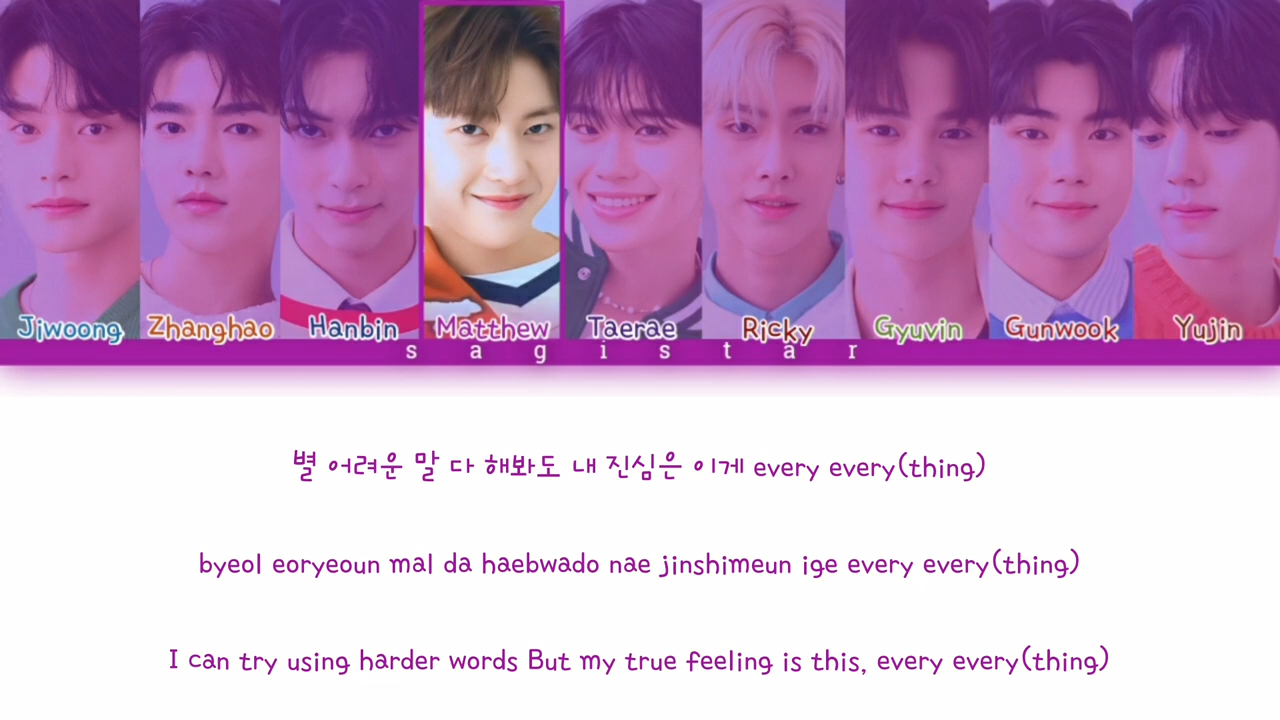 Jiwoong Zhanghao Hanbin Matthew Taerae Ricky Gyuvin Gunwook Yujin
s a g i s t a r
별 어려운 말 다 해봐도 내 진심은 이게 every every(thing)
byeol eoryeoun mal da haebwado nae jinshimeun ige every every(thing)
I can try using harder words But my true feeling is this, every every(thing)